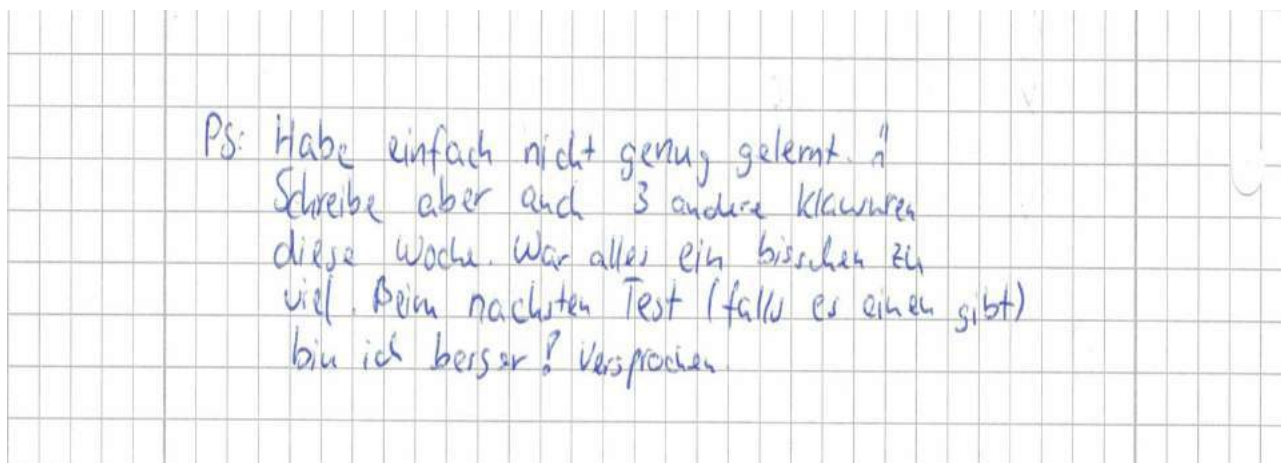 PS: Habe einfach nicht genug gelernt.
Schreibe aber auch 3 andere Klausuren
diese Woche. War alles ein bisschen zu
viel. Beim nächsten Test (falls es einen gibt)
bin ich besser! Versprochen